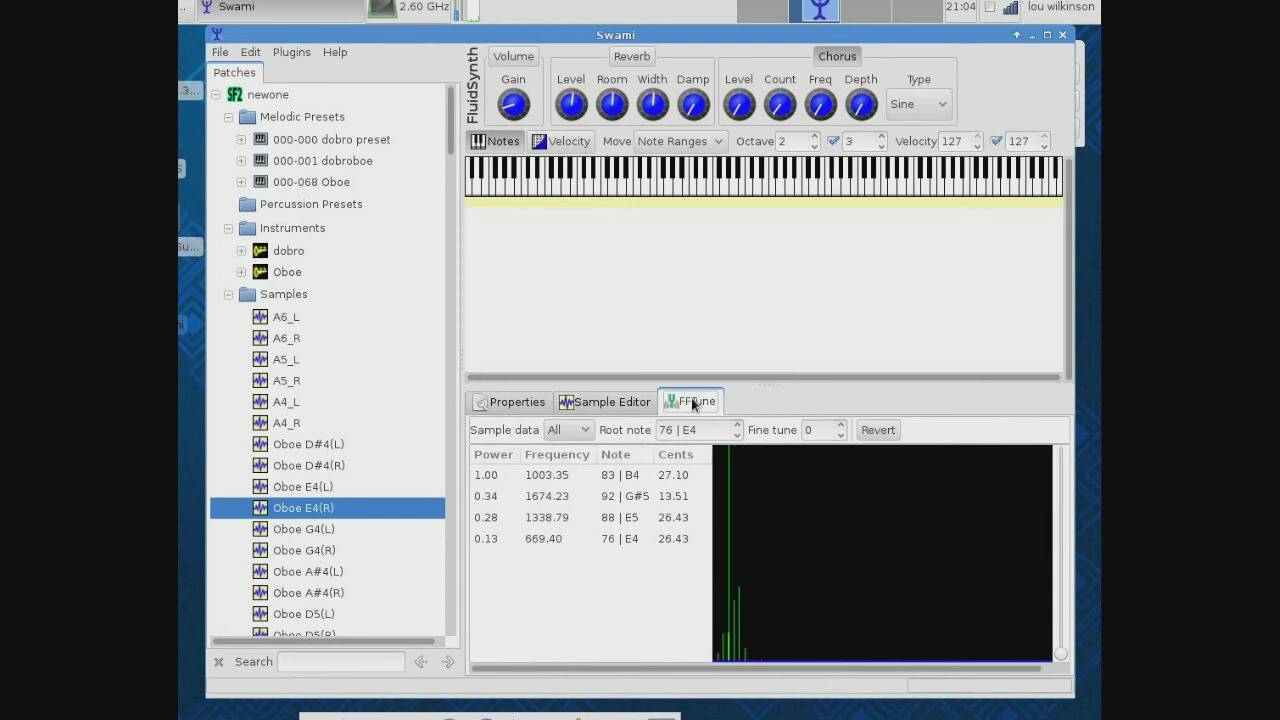 ..
Swami
2.60 GHz
21:04
lou wilkinson
Swami
File Edit Plugins Help
Patches
newone
Melodic Presets
000-000 dobro preset
000-001 dobroboe
000-068 Oboe
Percussion Presets
Instruments
dobro
Oboe
Samples
A6_L
A6_R
A5_L
A5_R
A4_L
A4_R
Oboe D#4(L)
Oboe D#4(R)
Oboe E4(L)
Oboe E4(R)
Oboe G4(L)
Oboe G4(R)
Oboe A#4(L)
Oboe A#4(R)
Oboe D5(L)
Oboe D5(R)
Search
FluidSynth
Volume Reverb Chorus
Gain Level Room Width Damp Level Count Freq Depth Type
Sine
Notes Velocity Move Note Ranges Octave 2 3 Velocity 127 127
Properties Sample Editor FFTune
Sample data All Root note 76 | E4 Fine tune 0 Revert
Power Frequency Note Cents
1.00 1003.35 83 | B4 27.10
0.34 1674.23 92 | G#5 13.51
0.28 1338.79 88 | E5 26.43
0.13 669.40 76 | E4 26.43
.3...
Su...